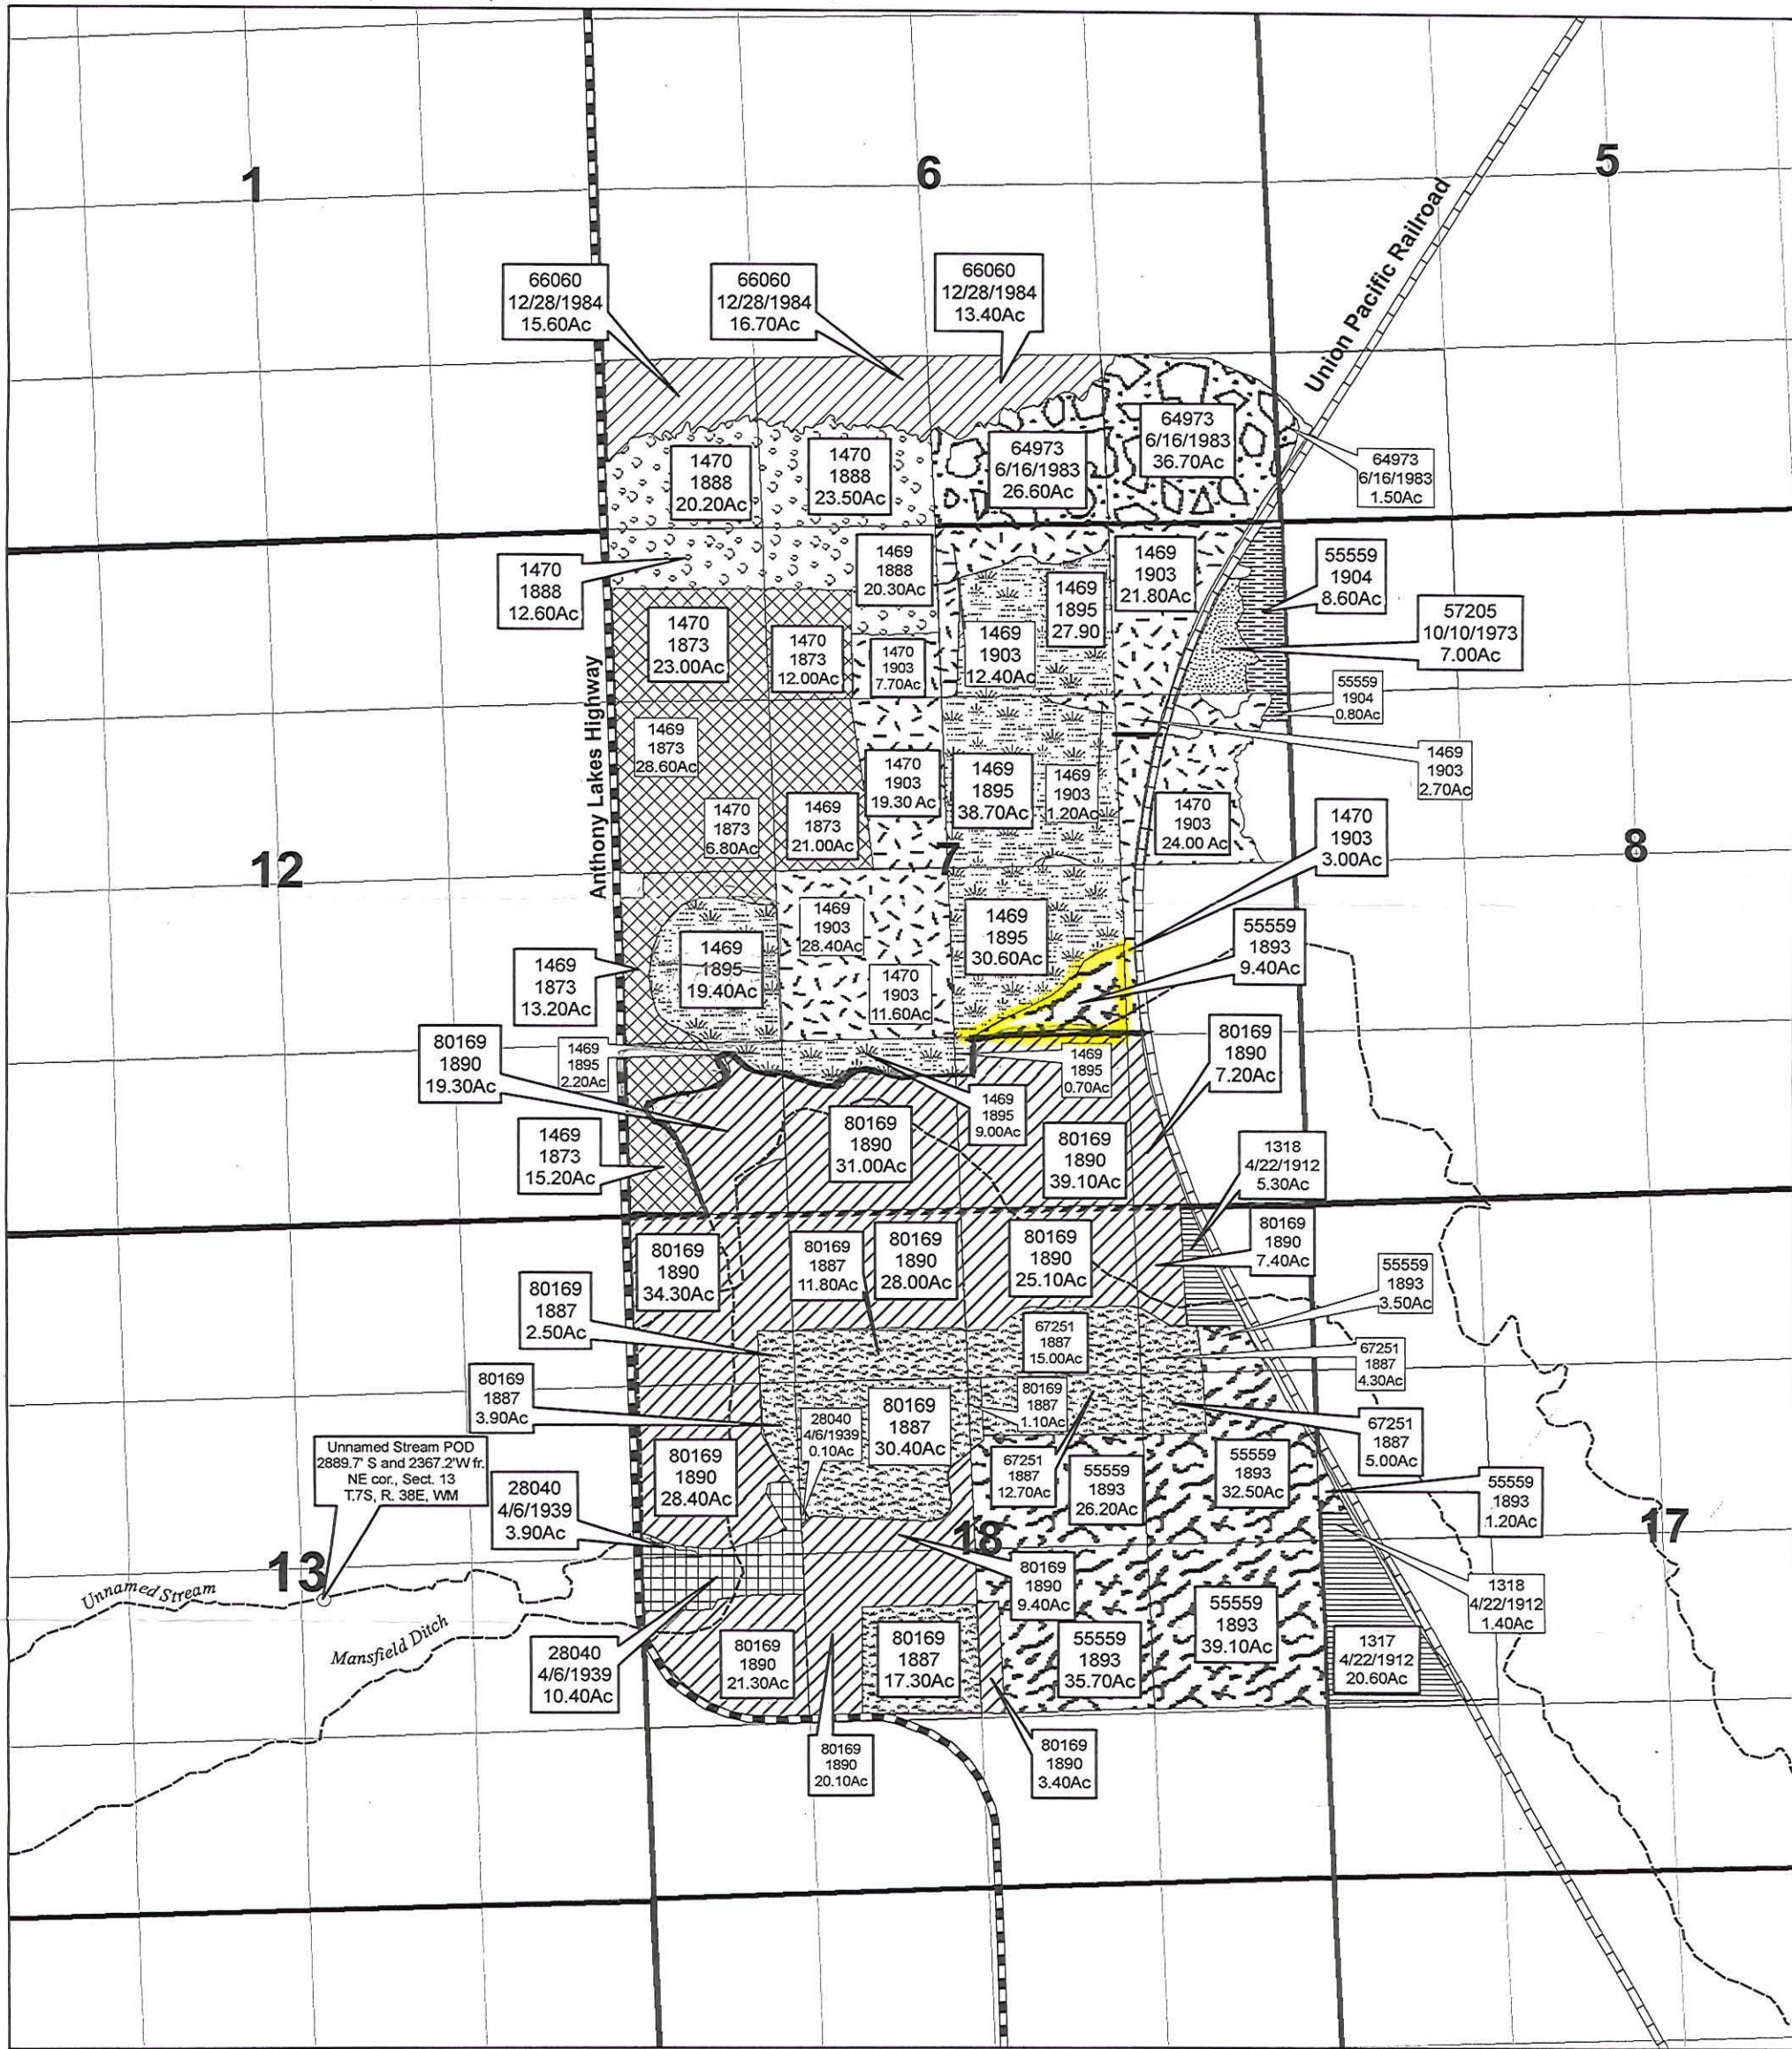 1
6
5
Union Pacific Railroad
66060
12/28/1984
15.60Ac
66060
12/28/1984
16.70Ac
66060
12/28/1984
13.40Ac
1470
1888
20.20Ac
1470
1888
23.50Ac
64973
6/16/1983
26.60Ac
64973
6/16/1983
36.70Ac
64973
6/16/1983
1.50Ac
1470
1888
12.60Ac
1469
1888
20.30Ac
1469
1895
27.90
1469
1903
21.80Ac
55559
1904
8.60Ac
57205
10/10/1973
7.00Ac
1470
1873
23.00Ac
1470
1873
12.00Ac
1470
1903
7.70Ac
1469
1903
12.40Ac
55559
1904
0.80Ac
Anthony Lakes Highway
1469
1873
28.60Ac
1470
1903
19.30 Ac
1469
1895
38.70Ac
1469
1903
1.20Ac
1469
1903
2.70Ac
1470
1873
6.80Ac
1469
1873
21.00Ac
1470
1903
24.00 Ac
1470
1903
3.00Ac
12
7
8
1469
1895
19.40Ac
1469
1903
28.40Ac
1469
1895
30.60Ac
55559
1893
9.40Ac
1469
1873
13.20Ac
1470
1903
11.60Ac
80169
1890
19.30Ac
1469
1895
2.20Ac
1469
1895
0.70Ac
80169
1890
7.20Ac
1469
1895
9.00Ac
1469
1873
15.20Ac
80169
1890
31.00Ac
80169
1890
39.10Ac
1318
4/22/1912
5.30Ac
80169
1890
34.30Ac
80169
1887
11.80Ac
80169
1890
28.00Ac
80169
1890
25.10Ac
80169
1890
7.40Ac
55559
1893
3.50Ac
80169
1887
2.50Ac
67251
1887
15.00Ac
67251
1887
4.30Ac
80169
1887
3.90Ac
80169
1887
1.10Ac
28040
4/6/1939
0.10Ac
80169
1887
30.40Ac
67251
1887
5.00Ac
Unnamed Stream POD
2889.7' S and 2367.2'W fr.
NE cor., Sect. 13
T.7S, R. 38E, WM
80169
1890
28.40Ac
67251
1887
12.70Ac
55559
1893
26.20Ac
55559
1893
32.50Ac
55559
1893
1.20Ac
28040
4/6/1939
3.90Ac
13
18
17
Unnamed Stream
Mansfield Ditch
80169
1890
9.40Ac
1318
4/22/1912
1.40Ac
28040
4/6/1939
10.40Ac
80169
1890
21.30Ac
80169
1887
17.30Ac
55559
1893
35.70Ac
55559
1893
39.10Ac
1317
4/22/1912
20.60Ac
80169
1890
20.10Ac
80169
1890
3.40Ac